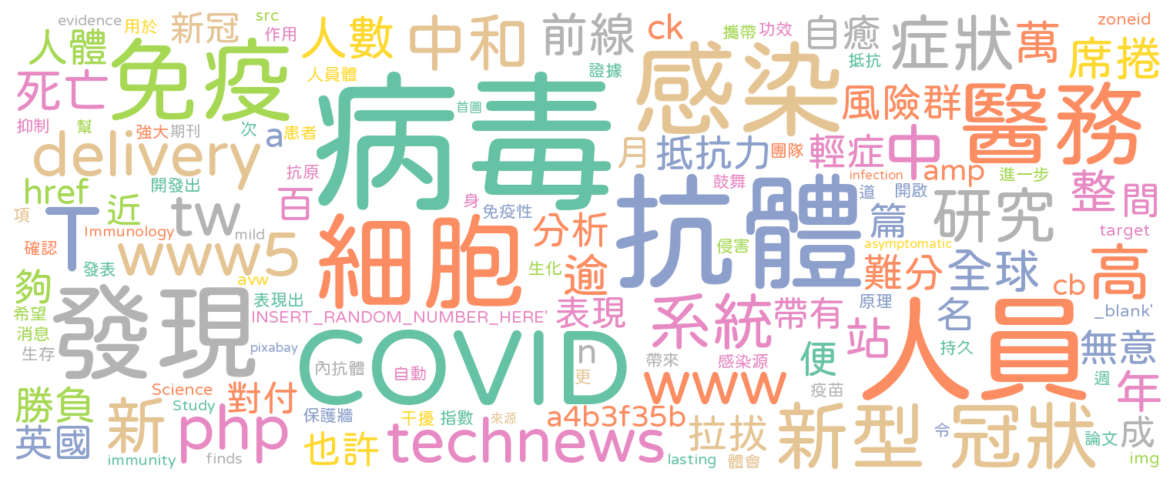 evidence
用於
新冠
src
作用
人數
中和
前線
ck
攜帶
功效
自癒
症狀
萬
zoneid
席捲
人體
免疫
人員體
證據
感染
抵抗
死亡
病毒
首圖
風險群
醫務
抑制
幫
強大
期刊
次
a
患者
delivery
抗原
月
抵抗力
團隊
輕症
中
infection
amp
進一步
href
開發出
百
身
免疫性
抗體
鼓舞
道
開啟
篇
研究
整
間
項
T
近
tw
Immunology
mild
確認
www5
細胞
分析
侵害
asymptomatic
target
夠
發表
avw
生化
逾
難分
全球
cb
高
希望
發現
表現出
INSERT_RANDOM_NUMBER_HERE'
表現
系統
帶有
原理
名
人員
_blank'
消息
生存
pixabay
COVID
內抗體
自動
n
更
帶來
感染源
便
站
持久
無意
疫苗
週
年
www
勝負
Science
Study
對付
保護牆
干擾
指數
來源
a4b3f35b
新型
冠狀
令
論文
成
英國
新
php
也許
technews
拉拔
體會
immunity
finds
lasting
img